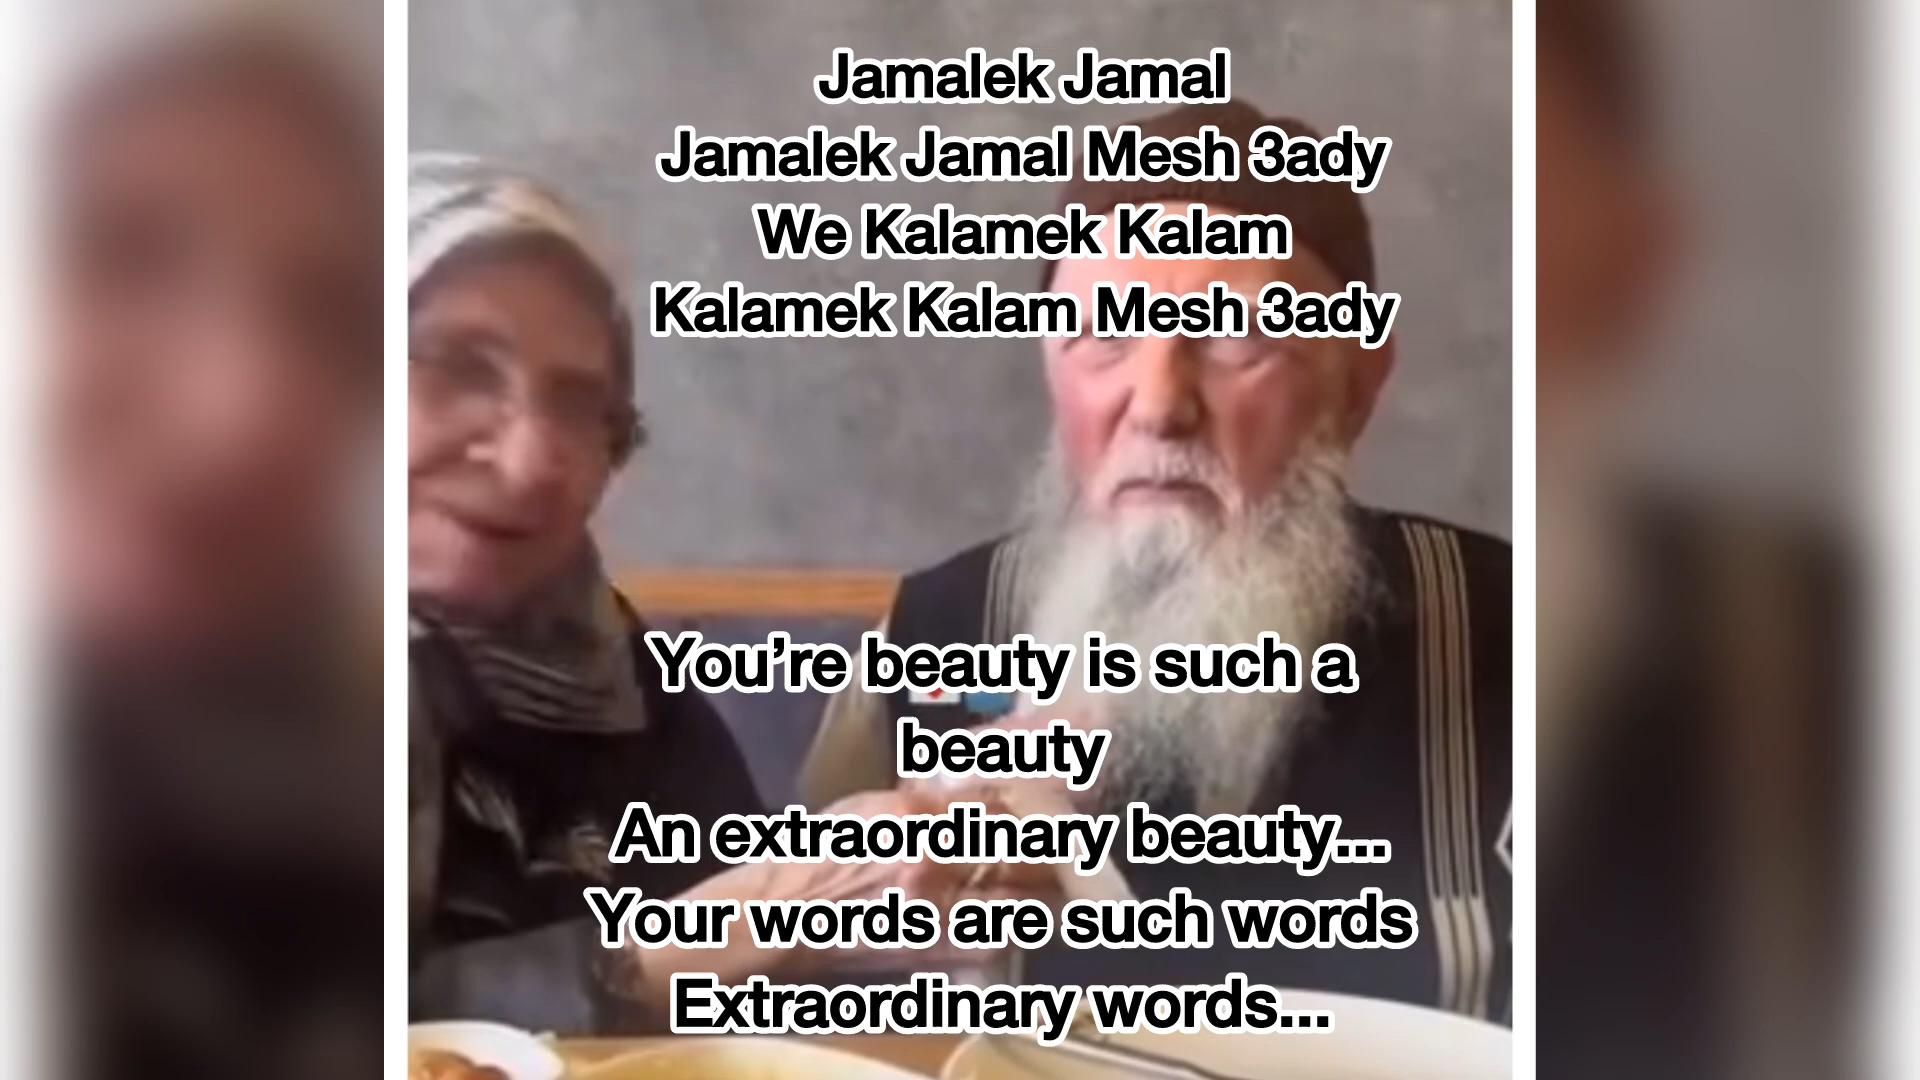 Jamalek Jamal
Jamalek Jamal Mesh 3ady
We Kalamek Kalam
Kalamek Kalam Mesh 3ady
You’re beauty is such a
beauty
An extraordinary beauty...
Your words are such words
Extraordinary words...